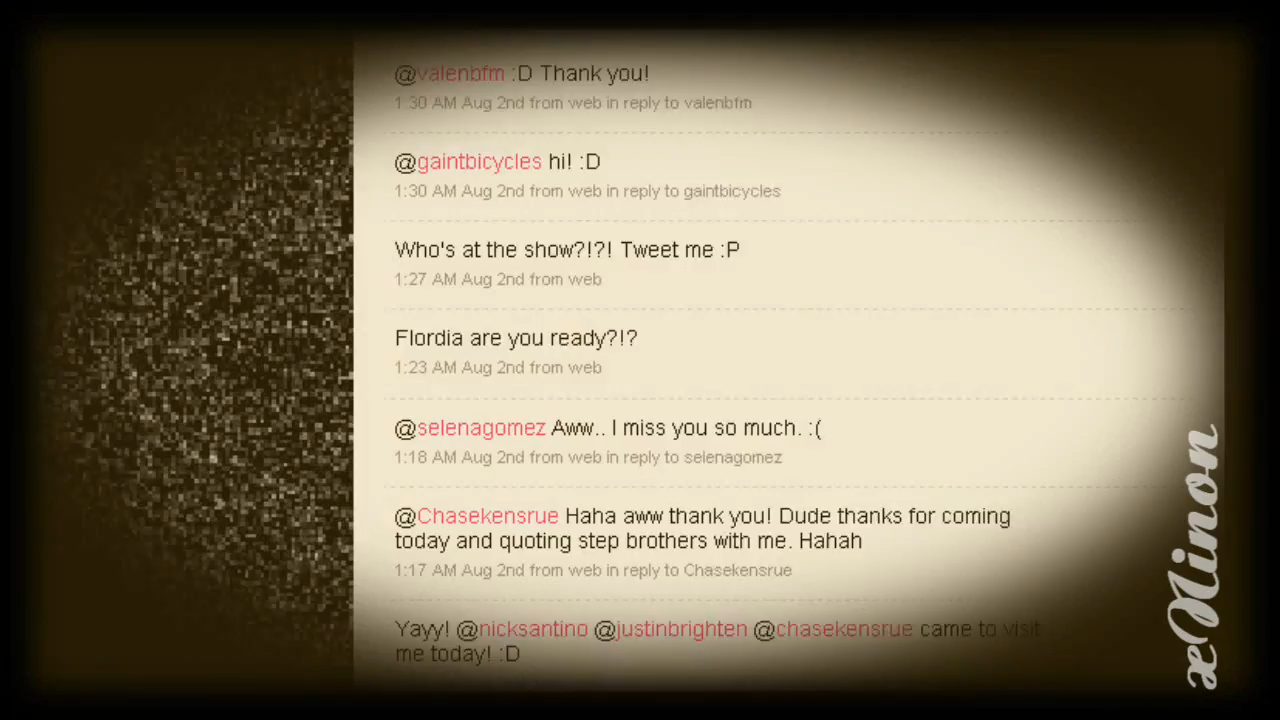 @valenbfm :D Thank you!
1:30 AM Aug 2nd from web in reply to valenbfm
@gaintbicycles hi! :D
1:30 AM Aug 2nd from web in reply to gaintbicycles
Who's at the show?!?! Tweet me :P
1:27 AM Aug 2nd from web
Flordia are you ready?!?
1:23 AM Aug 2nd from web
@selenagomez Aww.. I miss you so much. :(
1:18 AM Aug 2nd from web in reply to selenagomez
@Chasekensrue Haha aww thank you! Dude thanks for coming
today and quoting step brothers with me. Hahah
1:17 AM Aug 2nd from web in reply to Chasekensrue
Yayy! @nicksantino @justinbrighten @chasekensrue came to visit
me today! :D
xNinon